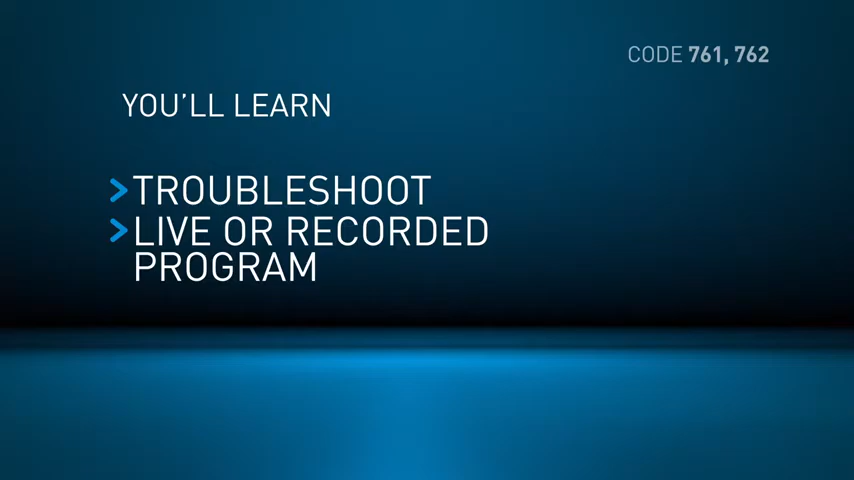 CODE 761, 762
YOU'LL LEARN
> TROUBLESHOOT
> LIVE OR RECORDED
PROGRAM